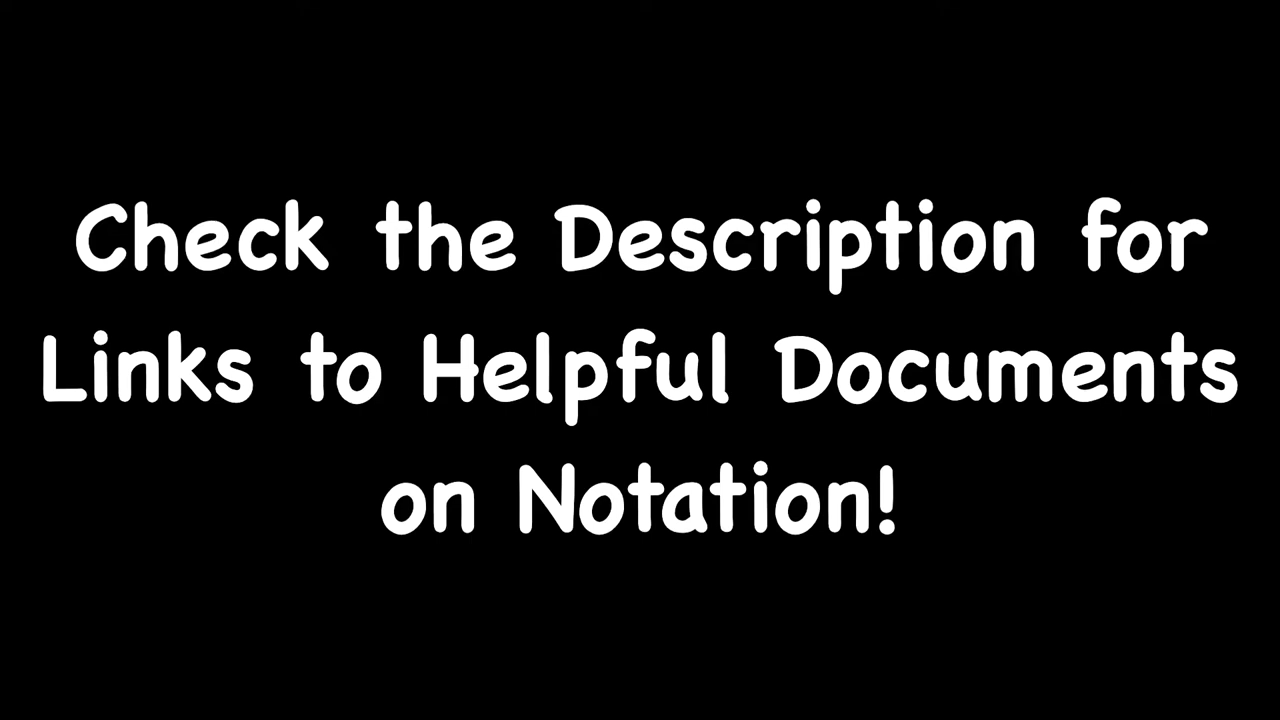 Check the Description for
Links to Helpful Documents
on Notation!